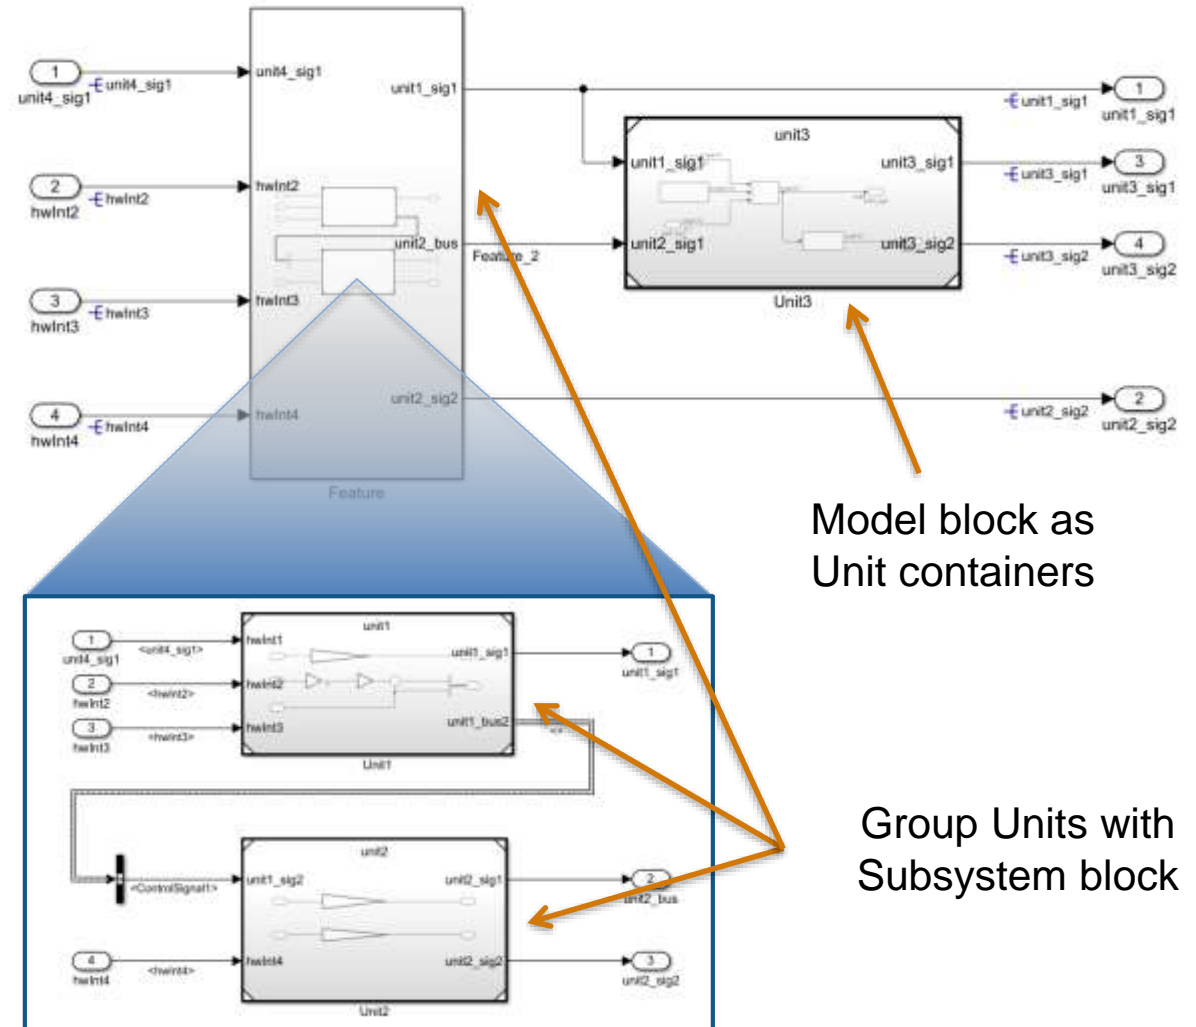 1
unit4_sig1
unit4_sig1
unit4_sig1
unit1_sig1
unit1_sig1
1
unit1_sig1
unit3
unit1_sig1
unit3_sig1
unit3_sig1
3
unit3_sig1
2
hwInt2
hwInt2
hwInt2
unit2_bus
Feature_2
unit2_sig1
unit3_sig2
unit3_sig2
4
unit3_sig2
Unit3
3
hwInt3
hwInt3
hwInt3
unit2_sig2
unit2_sig2
2
unit2_sig2
4
hwInt4
hwInt4
hwInt4
Feature
Model block as
Unit containers
unit1
1
unit4_sig1
<unit4_sig1>
hwInt1
unit1_sig1
1
unit1_sig1
2
hwInt2
<hwInt2>
hwInt2
3
hwInt3
<hwInt3>
hwInt3
unit1_bus2
Unit1
Group Units with
Subsystem block
unit2
<ControlSignal1>
unit1_sig2
unit2_sig1
2
unit2_bus
4
hwInt4
<hwInt4>
hwInt4
unit2_sig2
3
unit2_sig2
Unit2